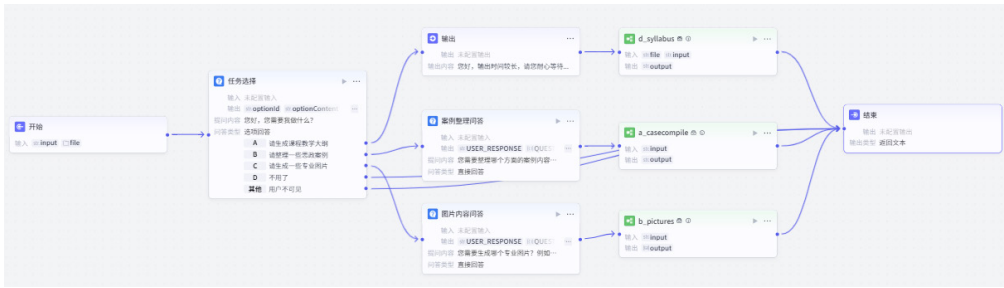 开始
输入 input file
任务选择
输入 未配置输入
输出 optionId optionContent
提问内容 您好，您需要我做什么？
问答类型 选项回答
A 请生成课程教学大纲
B 请整理一些思政案例
C 请生成一些专业照片
D 不用了
其他 用户不可见
输出
输出 未配置输出
输出内容 您好，输出时间较长，请您耐心等待...
案例整理问答
输入 未配置输入
输出 USER_RESPONSE QUEST
提问内容 您需要整理哪个方面的案例内容...
问答类型 直接回答
图片内容问答
输入 未配置输入
输出 USER_RESPONSE QUEST
提问内容 您需要生成哪个专业照片？例如...
问答类型 直接回答
d_syllabus
输入 file input
输出 output
a_casecompile
输入 input
输出 output
b_pictures
输入 input
输出 output
结束
输出 未配置输出
输出类型 返回文本